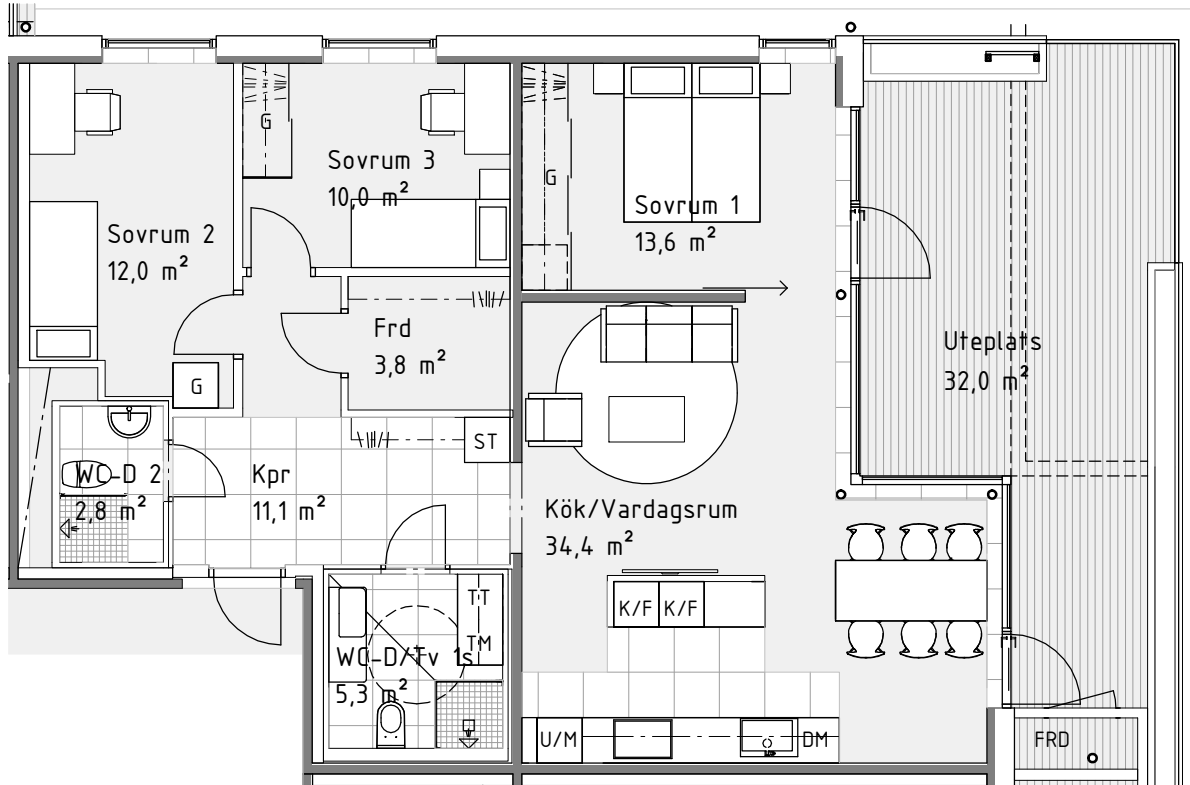 G
Sovrum 3
10,0 m²
G
Sovrum 1
13,6 m²
Sovrum 2
12,0 m²
Frd
3,8 m²
Uteplats
32,0 m²
G
ST
WC-D 2
2,8 m²
Kpr
11,1 m²
Kök/Vardagsrum
34,4 m²
K/F K/F
TT
TM
WC-D/Tv 1s
5,3 m²
U/M
DM
FRD